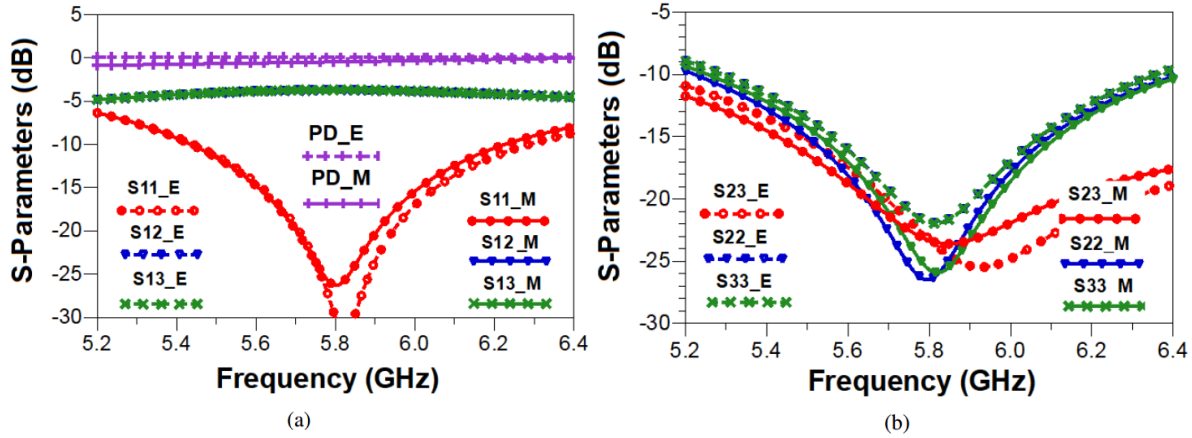 S-Parameters (dB)
5
0
-5
-10
-15
-20
-25
-30
PD_E
PD_M
S11_E
S12_E
S13_E
S11_M
S12_M
S13_M
5.2 5.4 5.6 5.8 6.0 6.2 6.4
Frequency (GHz)
(a)
S-Parameters (dB)
-5
-10
-15
-20
-25
-30
S23_E
S22_E
S33_E
S23_M
S22_M
S33 M
5.2 5.4 5.6 5.8 6.0 6.2 6.4
Frequency (GHz)
(b)